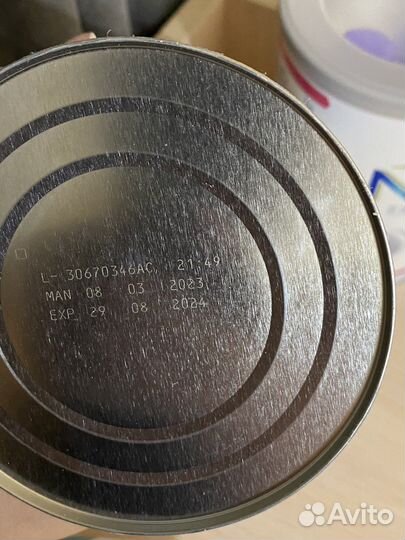 L- 30670346AC 21:49
MAN 08 03 2023
EXP 29 08 2024
Avito